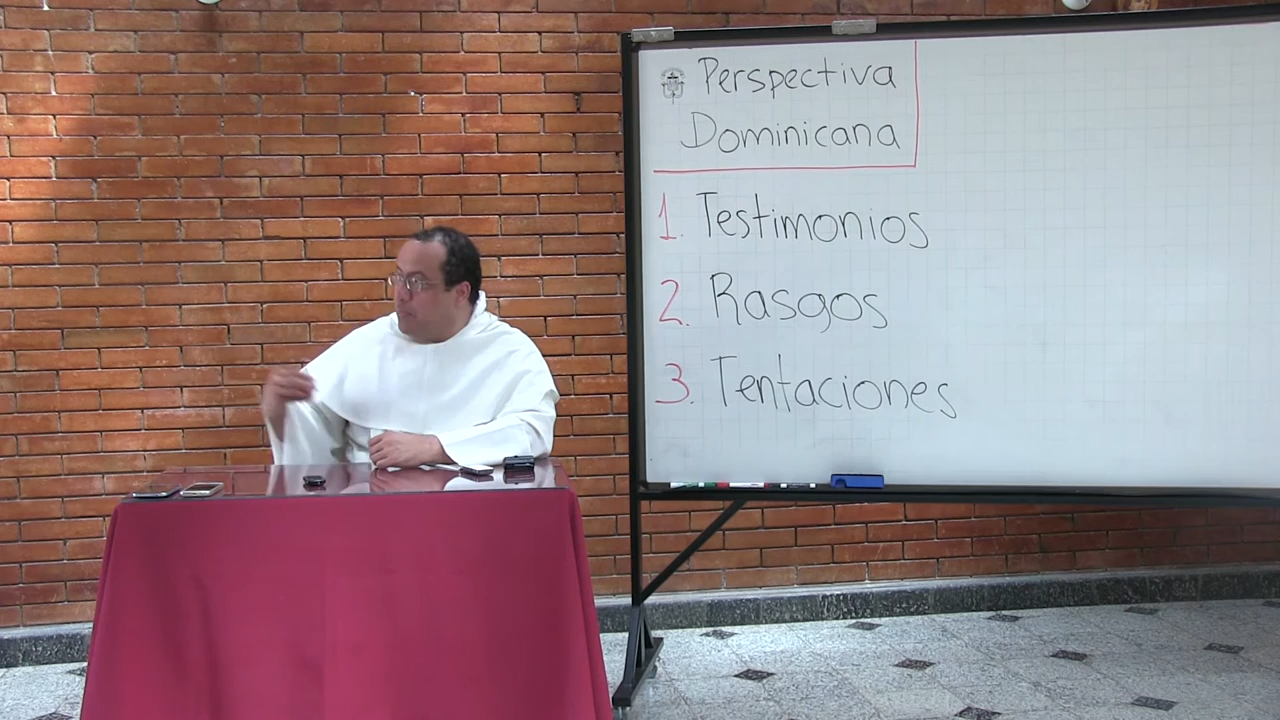 Perspectiva
Dominicana
1. Testimonios
2. Rasgos
3. Tentaciones